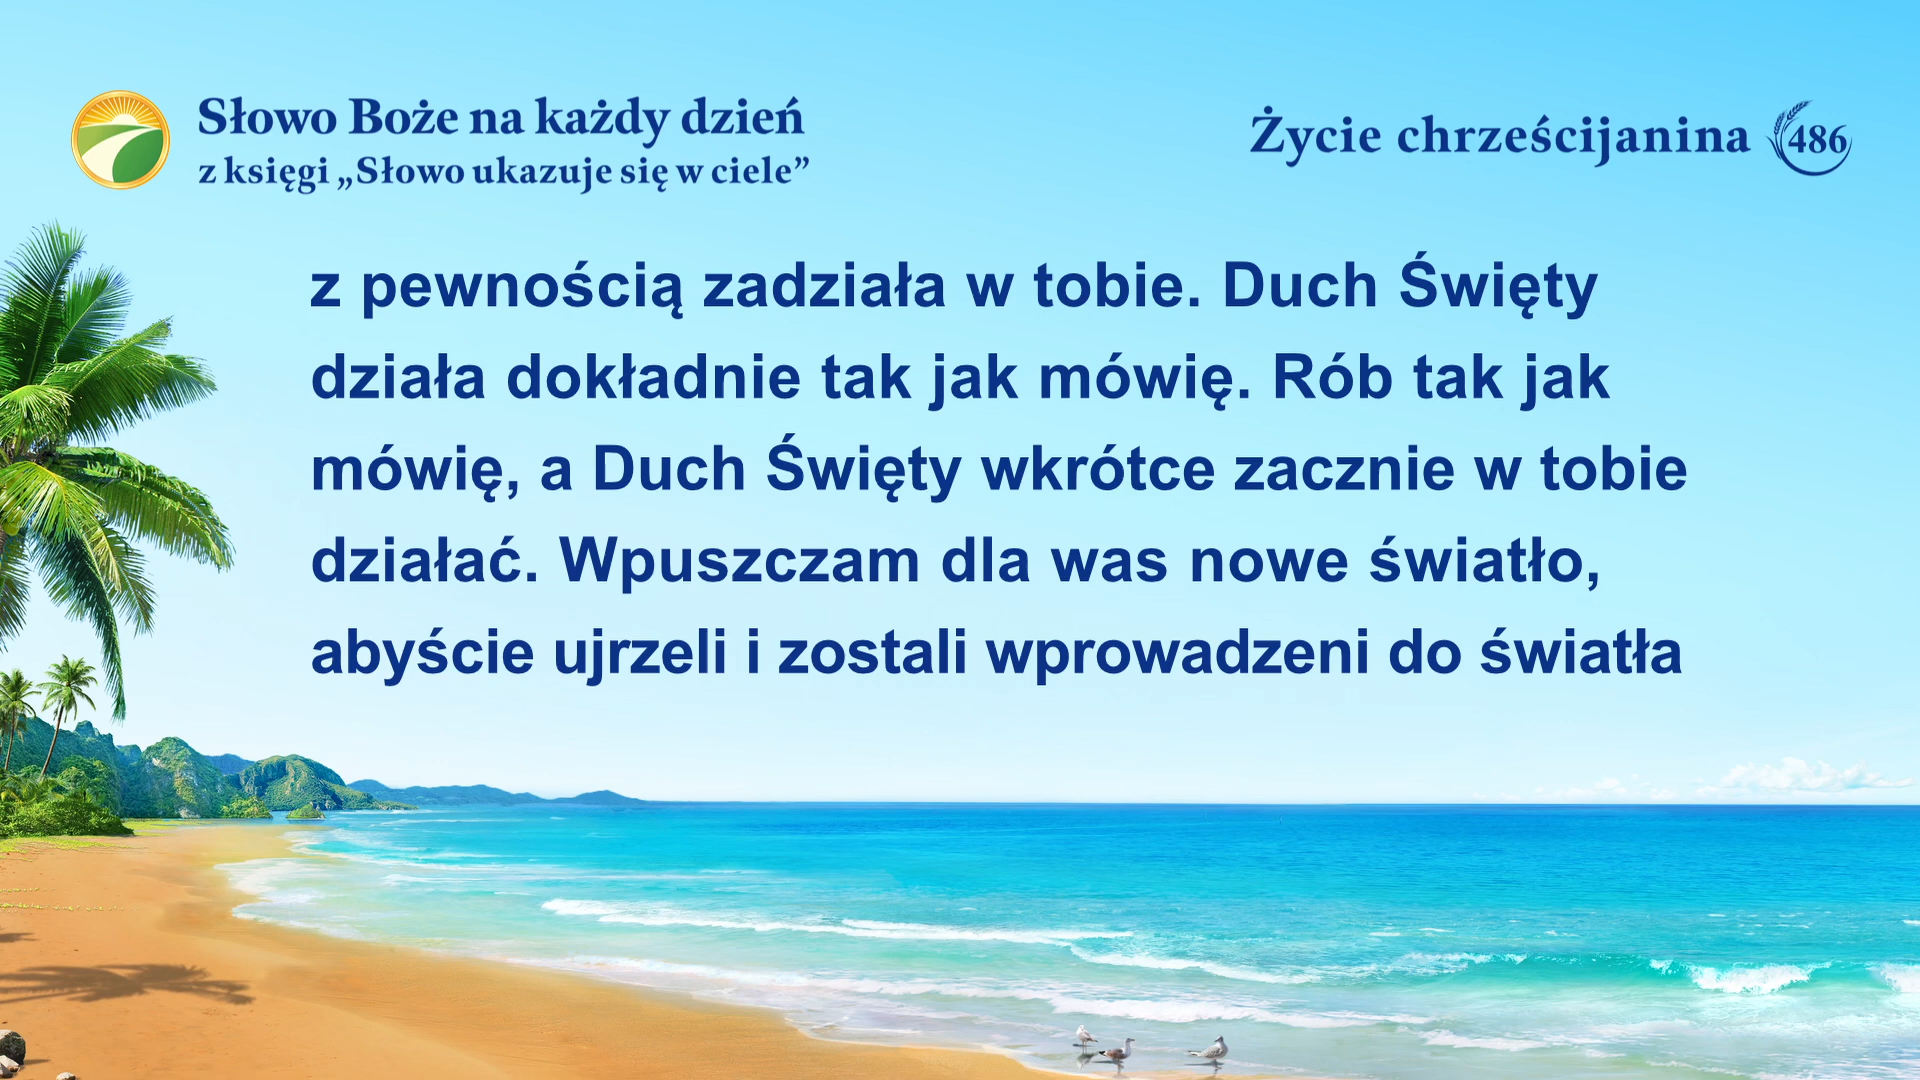 Słowo Boże na każdy dzień
z księgi „Słowo ukazuje się w ciele”
Życie chrześcijanina 486
z pewnością zadziała w tobie. Duch Święty
działa dokładnie tak jak mówię. Rób tak jak
mówię, a Duch Święty wkrótce zacznie w tobie
działać. Wpuszczam dla was nowe światło,
abyście ujrzeli i zostali wprowadzeni do światła